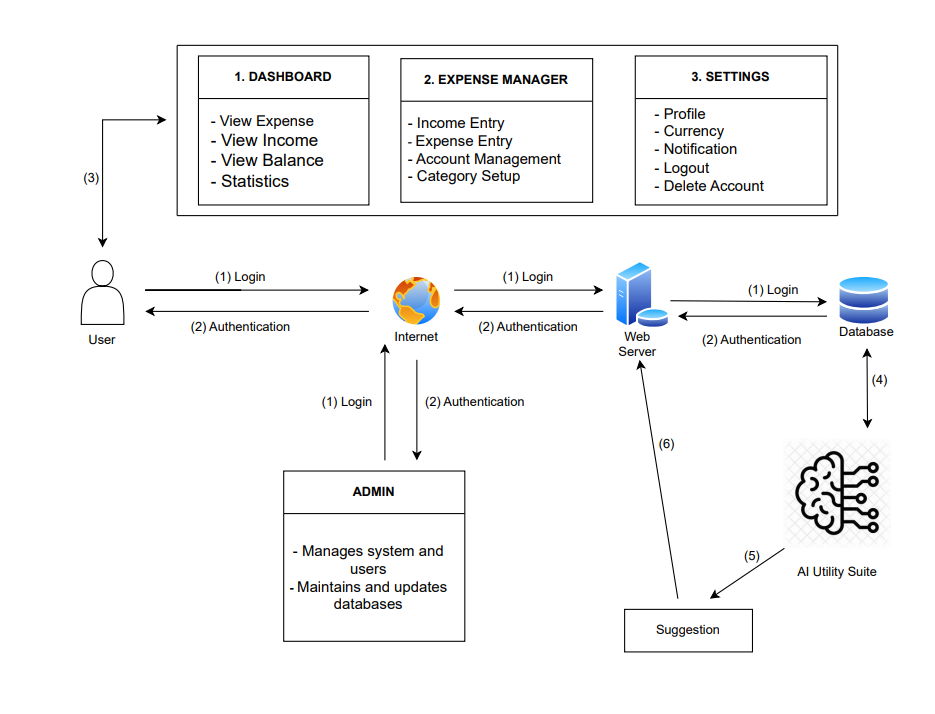 1. DASHBOARD
- View Expense
- View Income
- View Balance
- Statistics
2. EXPENSE MANAGER
- Income Entry
- Expense Entry
- Account Management
- Category Setup
3. SETTINGS
- Profile
- Currency
- Notification
- Logout
- Delete Account
(3)
(1) Login
(2) Authentication
User
Internet
(1) Login
(2) Authentication
Web
Server
(1) Login
(2) Authentication
Database
(1) Login
(2) Authentication
(4)
(6)
ADMIN
- Manages system and
users
- Maintains and updates
databases
(5)
AI Utility Suite
Suggestion